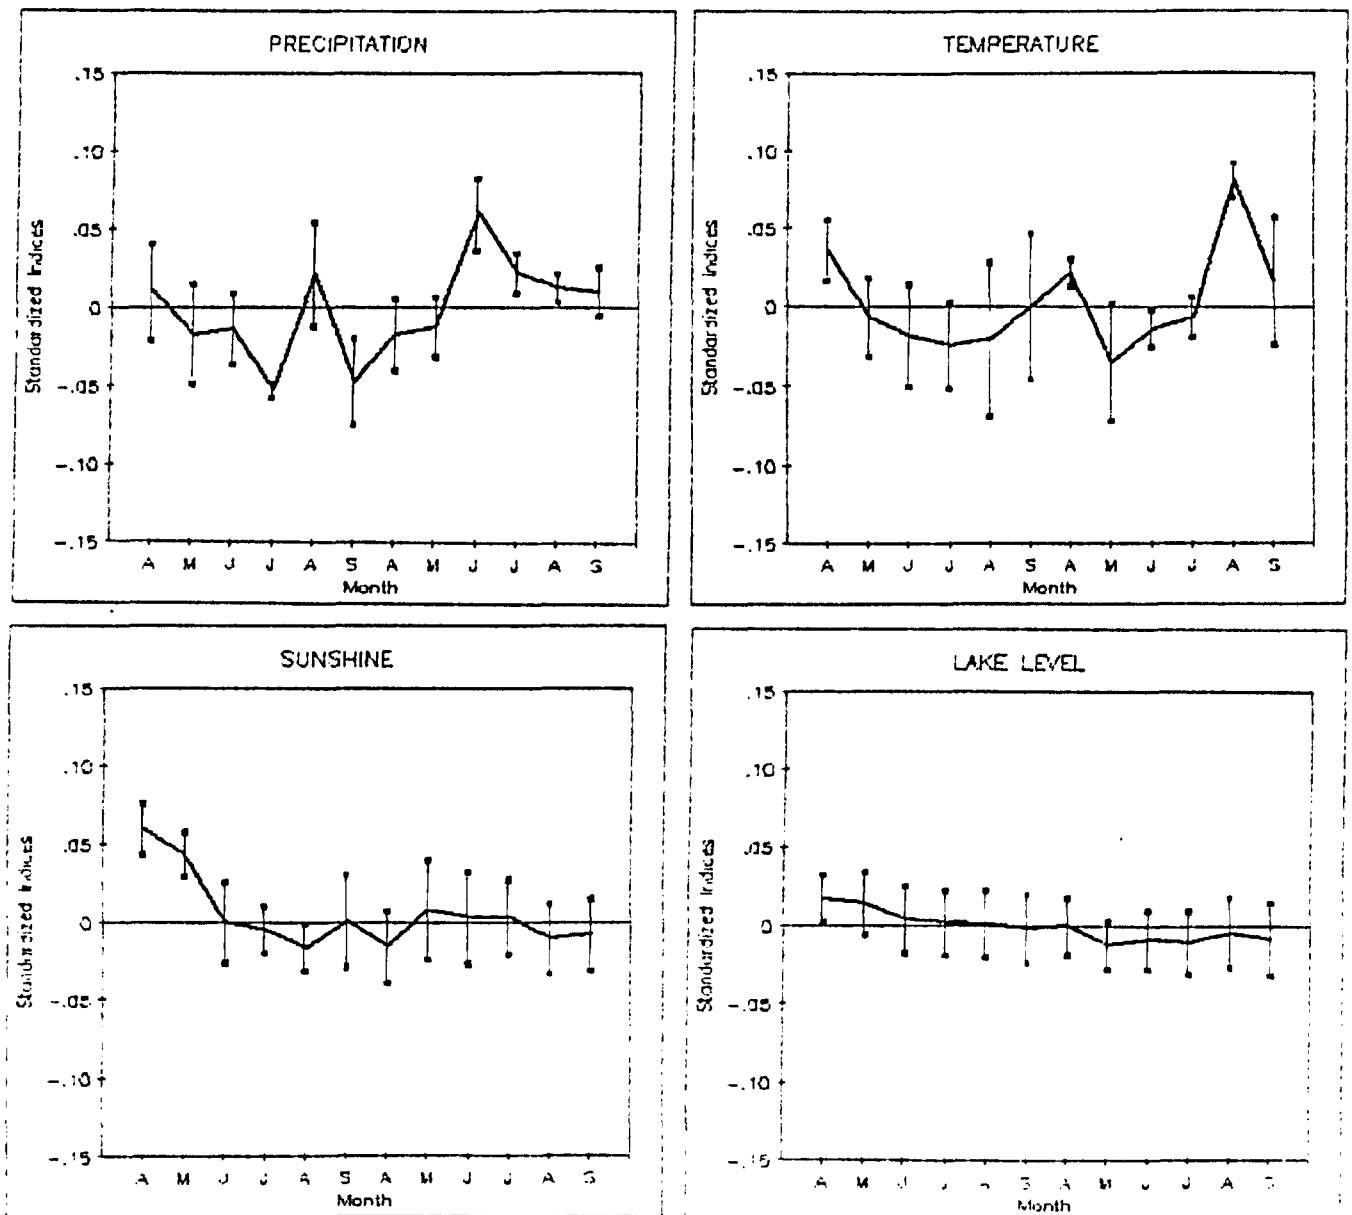 PRECIPITATION
.15
.10
.05
0
-.05
-.10
-.15
Standardized Indices
A M J J A S A M J J A S
Month
TEMPERATURE
.15
.10
.05
0
-.05
-.10
-.15
Standardized Indices
A M J J A S A M J J A S
Month
SUNSHINE
.15
.10
.05
0
-.05
-.10
-.15
Standardized Indices
A M J J A S A M J J A S
Month
LAKE LEVEL
.15
.10
.05
0
-.05
-.10
-.15
Standardized Indices
A M J J A S A M J J A S
Month